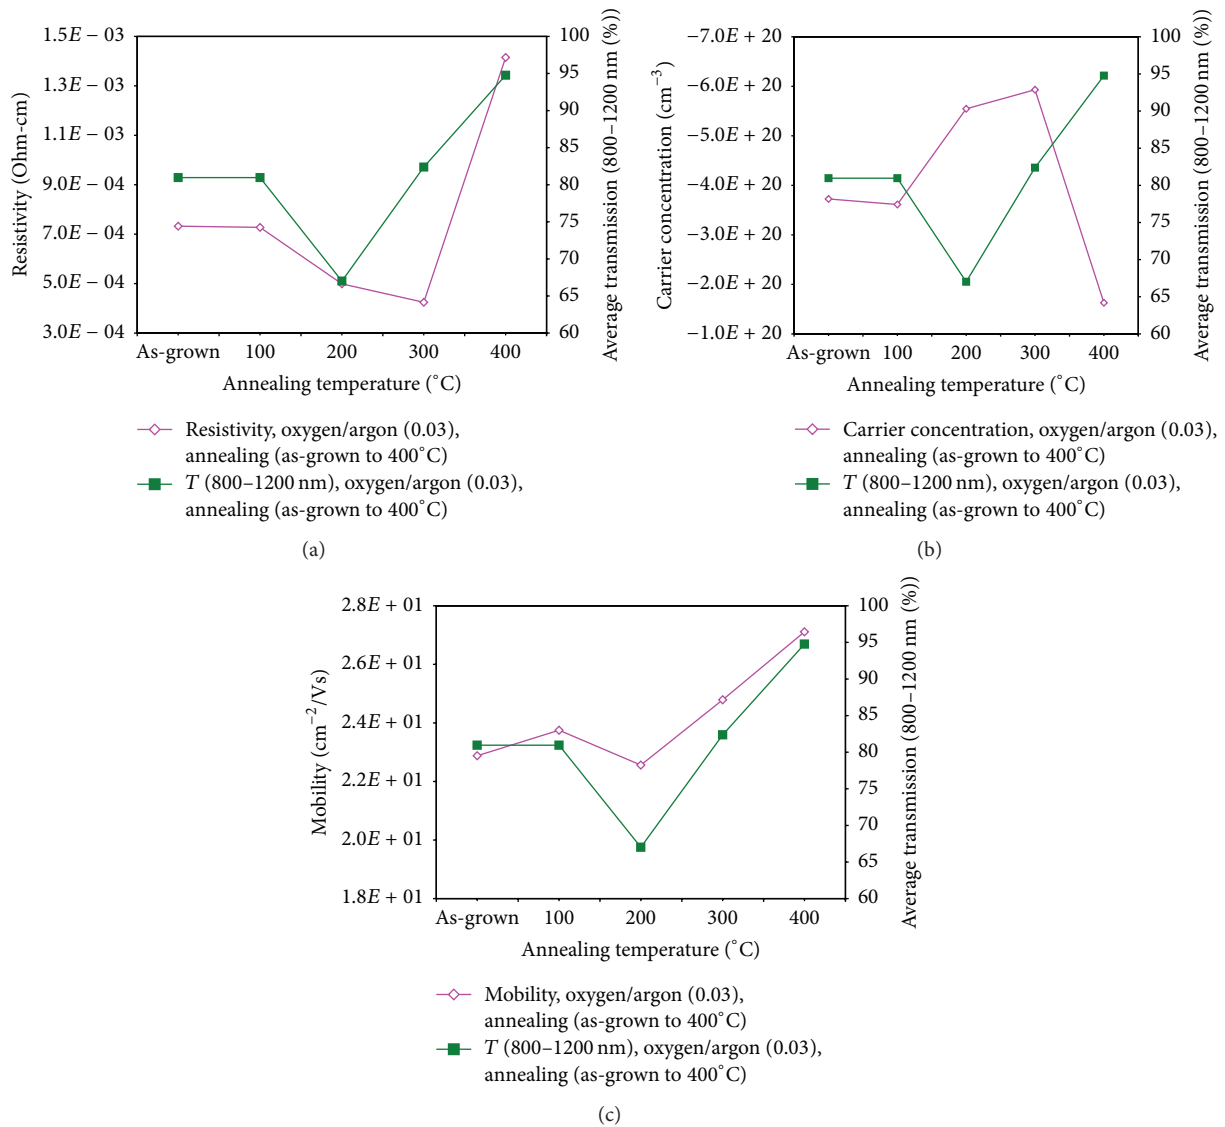 1.5E − 03
1.3E − 03
1.1E − 03
9.0E − 04
7.0E − 04
5.0E − 04
3.0E − 04
Resistivity (Ohm-cm)
100
95
90
85
80
75
70
65
60
Average transmission (800–1200 nm (%))
As-grown 100 200 300 400
Annealing temperature (°C)
Resistivity, oxygen/argon (0.03),
annealing (as-grown to 400°C)
T (800–1200 nm), oxygen/argon (0.03),
annealing (as-grown to 400°C)
(a)
−7.0E + 20
−6.0E + 20
−5.0E + 20
−4.0E + 20
−3.0E + 20
−2.0E + 20
−1.0E + 20
Carrier concentration (cm−3)
100
95
90
85
80
75
70
65
60
Average transmission (800–1200 nm (%))
As-grown 100 200 300 400
Annealing temperature (°C)
Carrier concentration, oxygen/argon (0.03),
annealing (as-grown to 400°C)
T (800–1200 nm), oxygen/argon (0.03),
annealing (as-grown to 400°C)
(b)
2.8E + 01
2.6E + 01
2.4E + 01
2.2E + 01
2.0E + 01
1.8E + 01
Mobility (cm−2/Vs)
100
95
90
85
80
75
70
65
60
Average transmission (800–1200 nm (%))
As-grown 100 200 300 400
Annealing temperature (°C)
Mobility, oxygen/argon (0.03),
annealing (as-grown to 400°C)
T (800–1200 nm), oxygen/argon (0.03),
annealing (as-grown to 400°C)
(c)